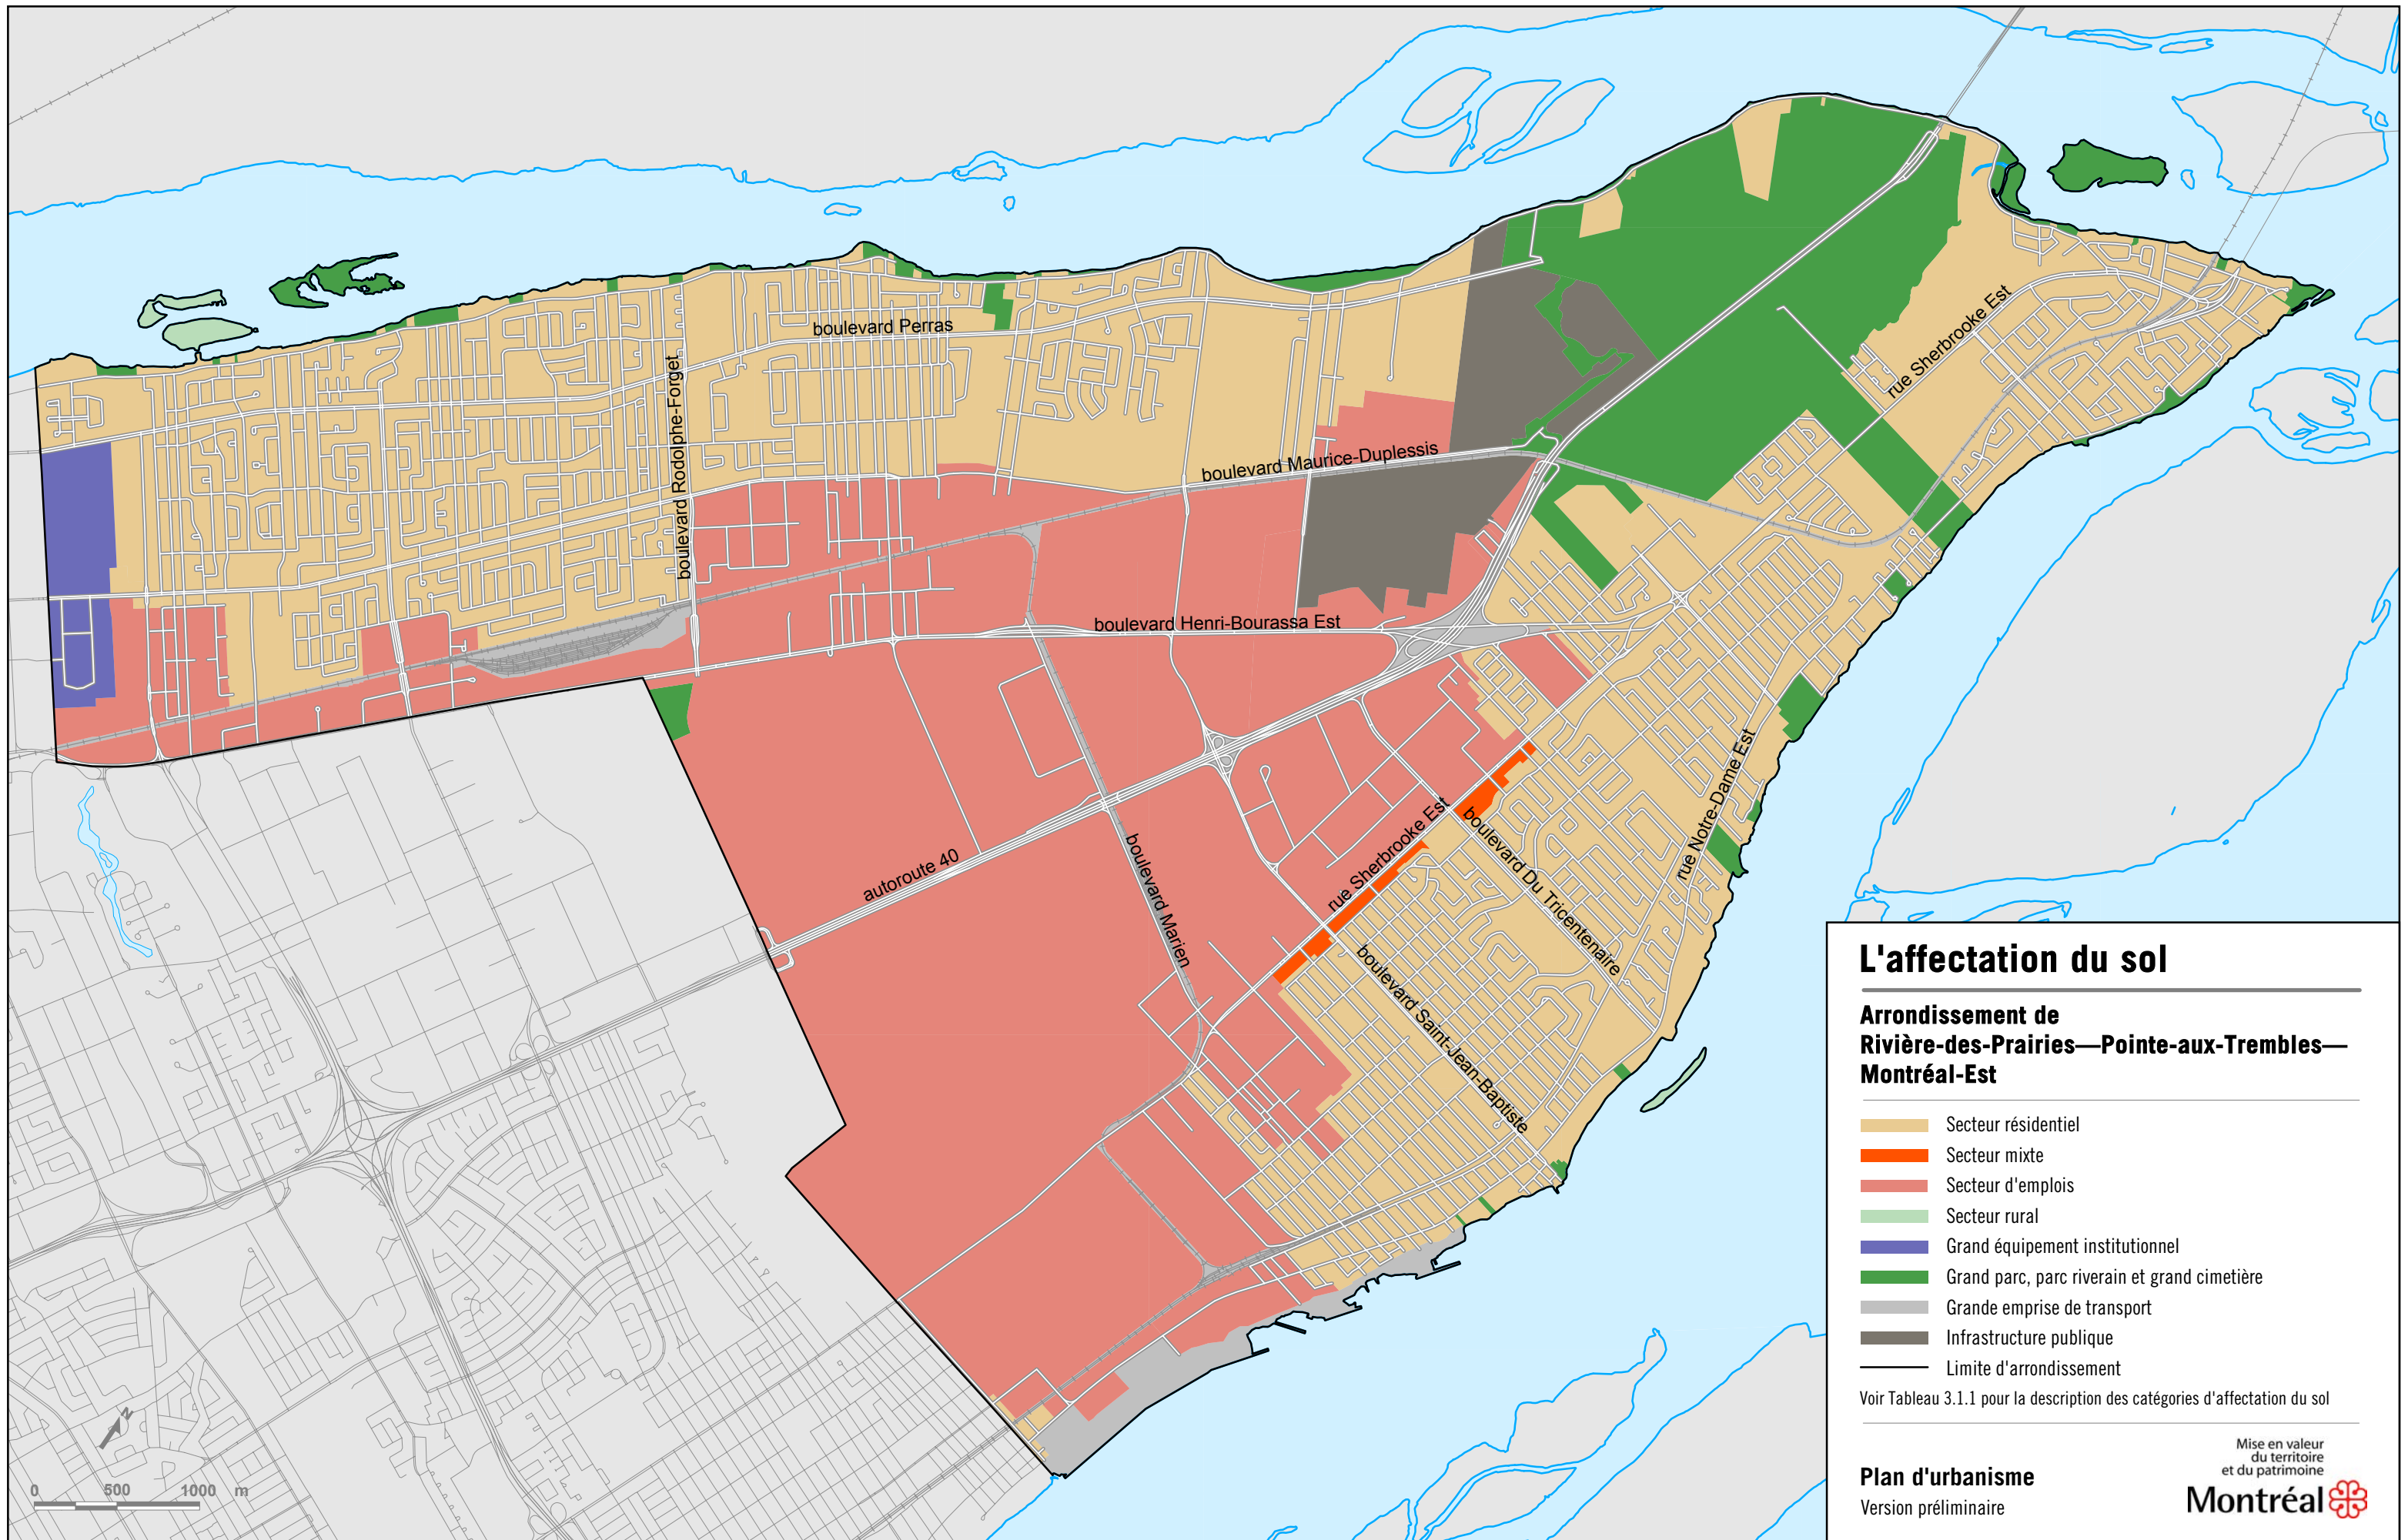 boulevard Perras
boulevard Rodolphe-Forget
boulevard Maurice-Duplessis
rue Sherbrooke Est
boulevard Henri-Bourassa Est
autoroute 40
boulevard Marien
rue Sherbrooke Est
boulevard Du Tricentenaire
rue Notre-Dame Est
boulevard Saint-Jean-Baptiste
N
0 500 1000 m
L'affectation du sol
Arrondissement de
Rivière-des-Prairies—Pointe-aux-Trembles—
Montréal-Est
Secteur résidentiel
Secteur mixte
Secteur d'emplois
Secteur rural
Grand équipement institutionnel
Grand parc, parc riverain et grand cimetière
Grande emprise de transport
Infrastructure publique
Limite d'arrondissement
Voir Tableau 3.1.1 pour la description des catégories d'affectation du sol
Plan d'urbanisme
Version préliminaire
Mise en valeur
du territoire
et du patrimoine
Montréal